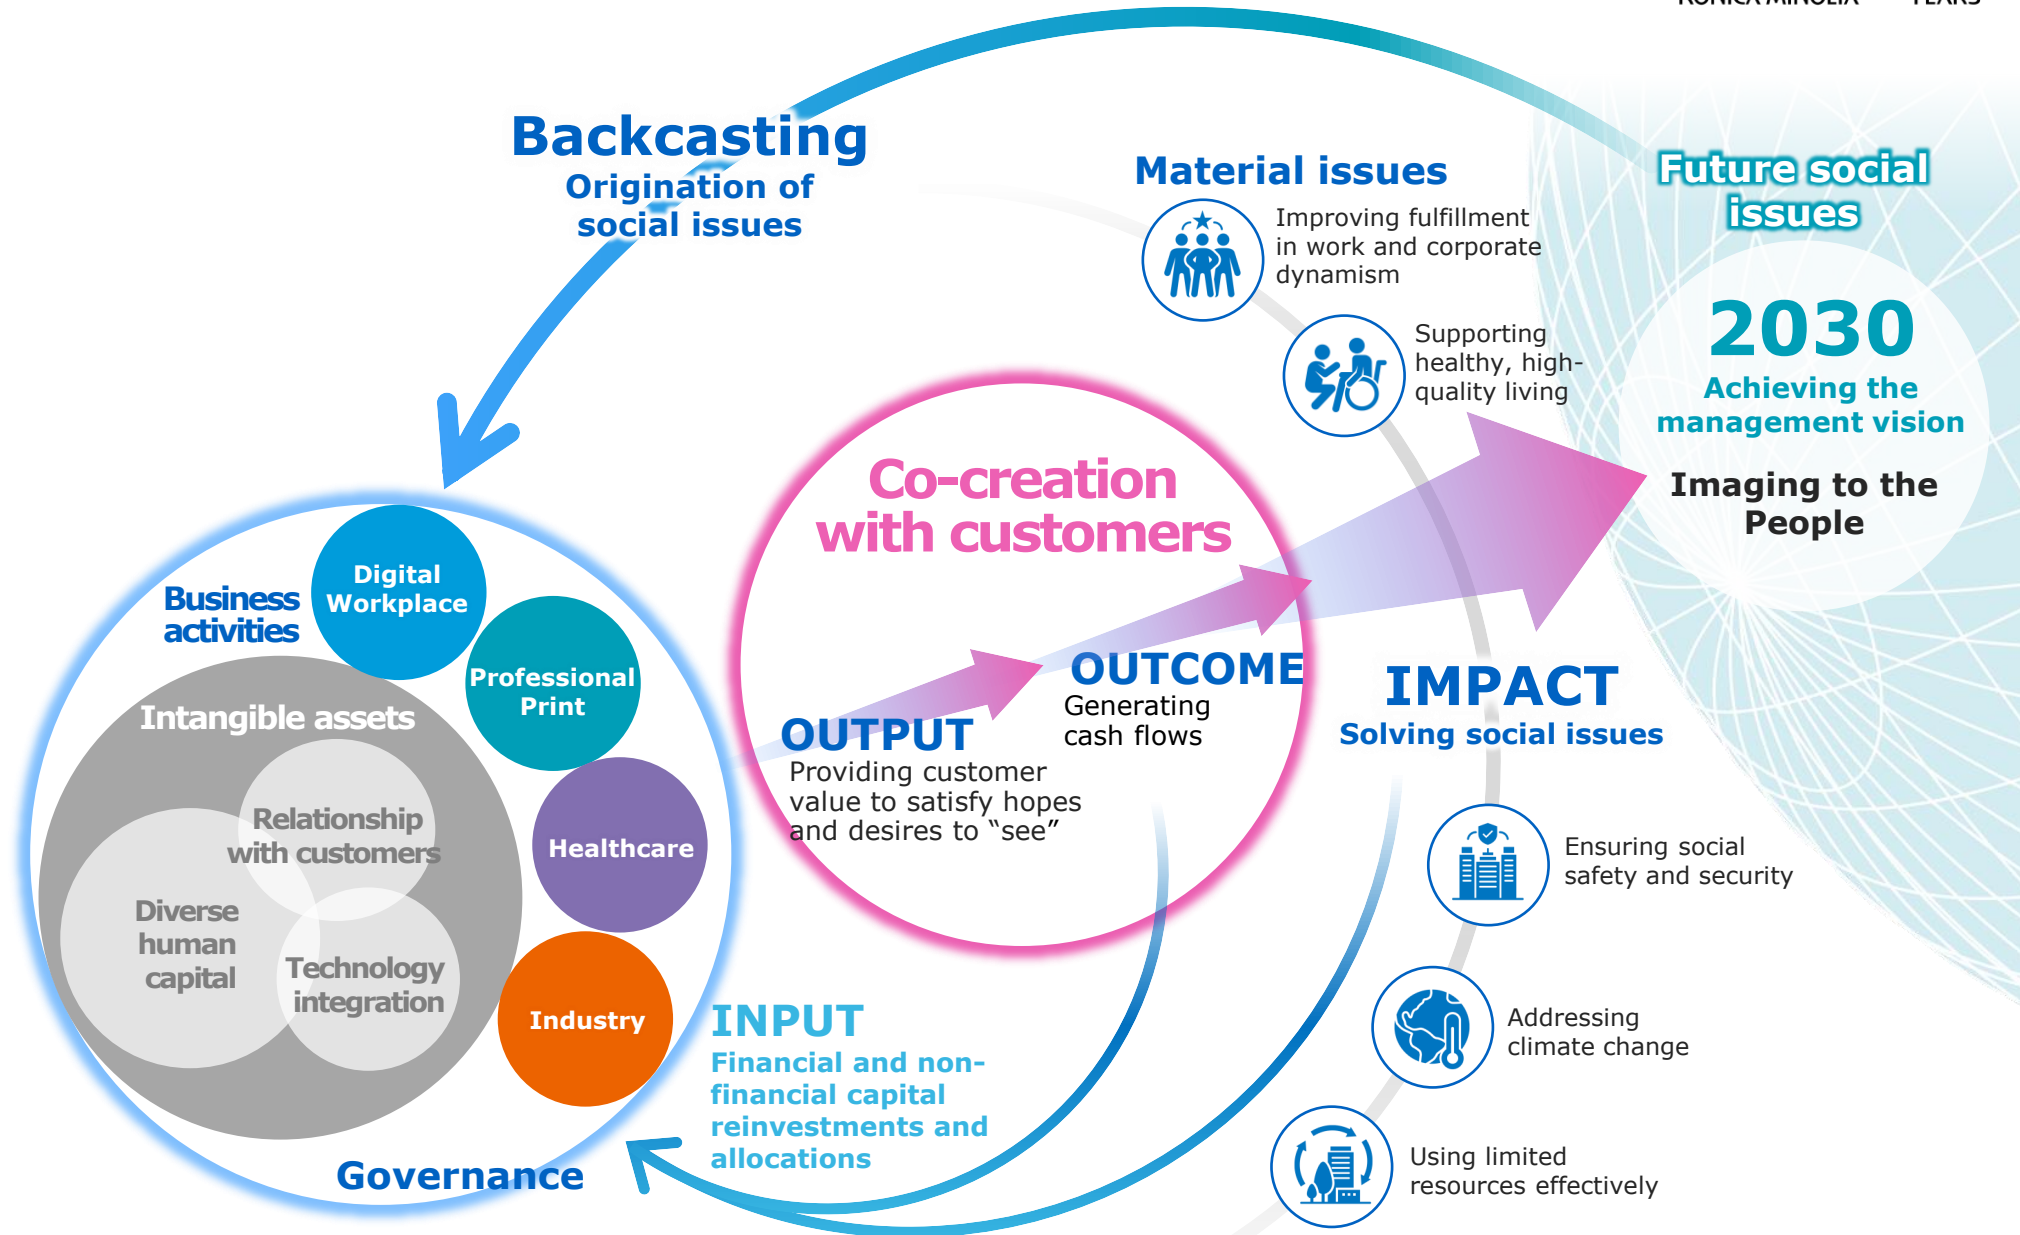 KONICA MINOLTA
YEARS
Backcasting
Origination of
social issues
Material issues
Improving fulfillment
in work and corporate
dynamism
Supporting
healthy, high-
quality living
Future social
issues
2030
Achieving the
management vision
Imaging to the
People
Co-creation
with customers
Business
activities
Digital
Workplace
Professional
Print
Healthcare
Industry
Intangible assets
Relationship
with customers
Diverse
human
capital
Technology
integration
Governance
OUTPUT
Providing customer
value to satisfy hopes
and desires to “see”
OUTCOME
Generating
cash flows
IMPACT
Solving social issues
INPUT
Financial and non-
financial capital
reinvestments and
allocations
Ensuring social
safety and security
Addressing
climate change
Using limited
resources effectively